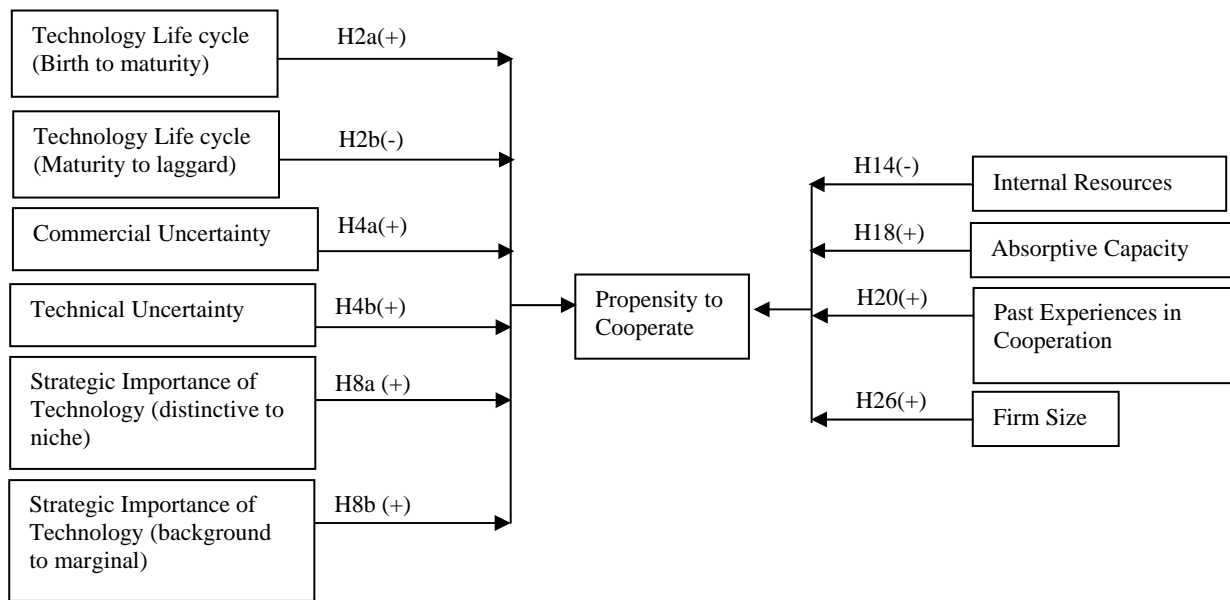 Technology Life cycle
(Birth to maturity)
H2a(+)
Technology Life cycle
(Maturity to laggard)
H2b(-)
Commercial Uncertainty
H4a(+)
Technical Uncertainty
H4b(+)
Strategic Importance of
Technology (distinctive to
niche)
H8a (+)
Strategic Importance of
Technology (background
to marginal)
H8b (+)
Propensity to
Cooperate
H14(-)
Internal Resources
H18(+)
Absorptive Capacity
H20(+)
Past Experiences in
Cooperation
H26(+)
Firm Size